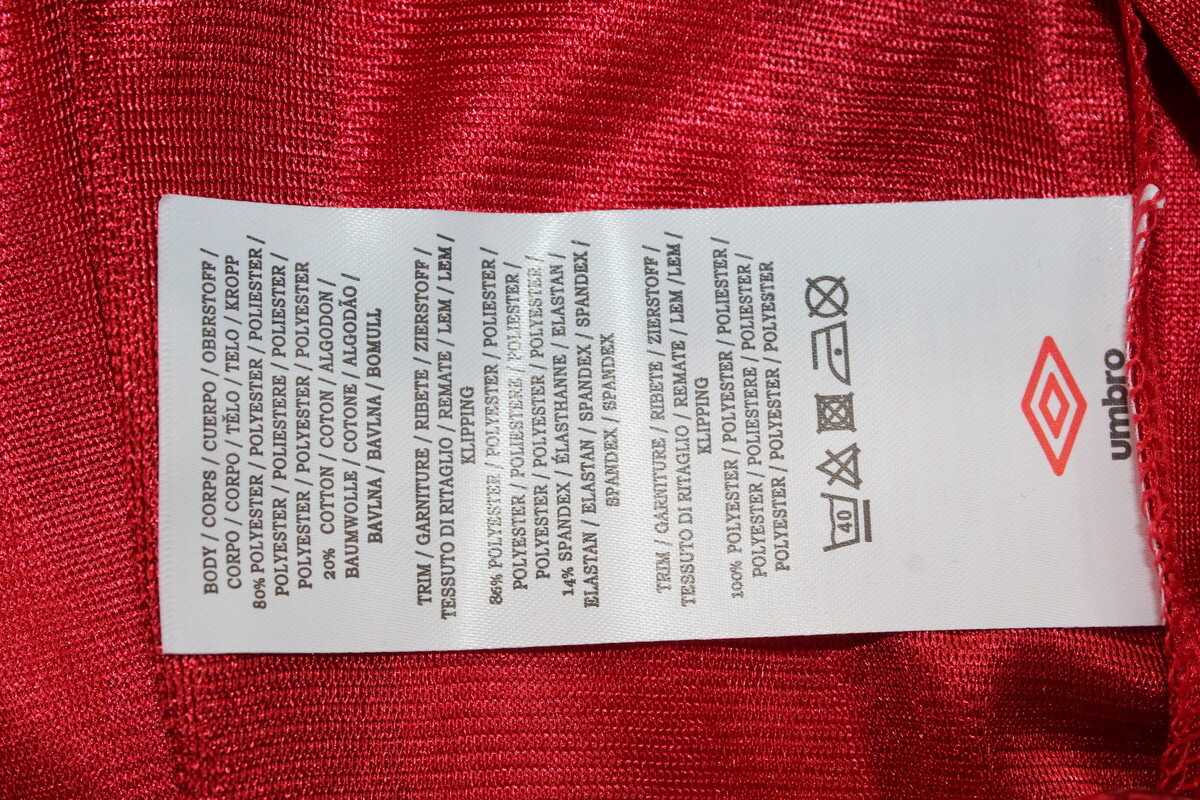 BODY / CORPS / CUERPO / OBERSTOFF /
CORPO / CORPO / TĚLO / TELO / KROPP
80% POLYESTER / POLYESTER / POLIESTER /
POLYESTER / POLIESTERE / POLIESTER /
POLYESTER / POLYESTER / POLYESTER
20% COTTON / COTON / ALGODON /
BAUMWOLLE / COTONE / ALGODÃO /
BAVLNA / BAVLNA / BOMULL
TRIM / GARNITURE / RIBETE / ZIERSTOFF /
TESSUTO DI RITAGLIO / REMATE / LEM / LEM /
KLIPPING
86% POLYESTER / POLYESTER / POLIESTER /
POLYESTER / POLIESTERE / POLIESTER /
POLYESTER / POLYESTER / POLYESTER
14% SPANDEX / ÉLASTHANNE / ELASTAN /
ELASTAN / ELASTAN / SPANDEX / SPANDEX /
SPANDEX / SPANDEX
TRIM / GARNITURE / RIBETE / ZIERSTOFF /
TESSUTO DI RITAGLIO / REMATE / LEM / LEM /
KLIPPING
100% POLYESTER / POLYESTER / POLIESTER /
POLYESTER / POLIESTERE / POLIESTER /
POLYESTER / POLYESTER / POLYESTER
40
umbro